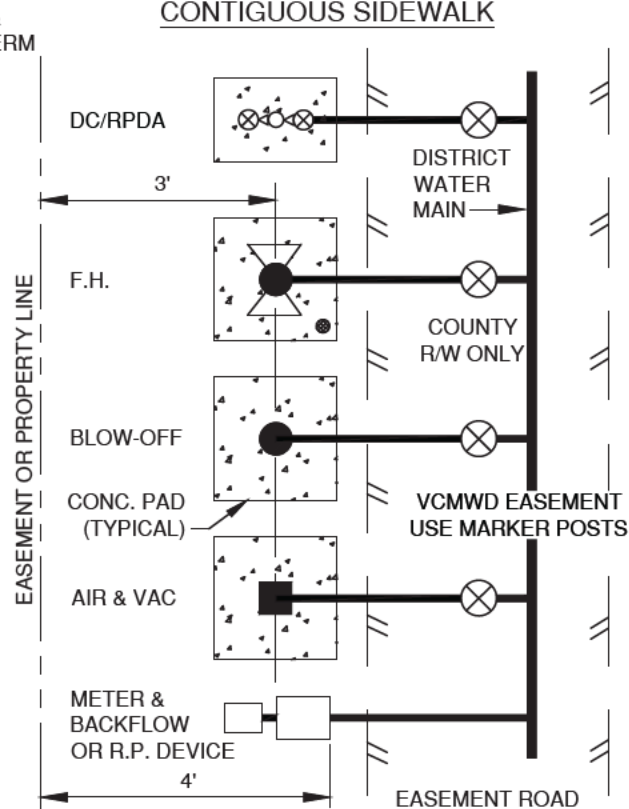 CONTIGUOUS SIDEWALK
ERM
DC/RPDA
DISTRICT
WATER
MAIN
3'
F.H.
COUNTY
R/W ONLY
EASEMENT OR PROPERTY LINE
BLOW-OFF
CONC. PAD
(TYPICAL)
VCMWD EASEMENT
USE MARKER POSTS
AIR & VAC
METER &
BACKFLOW
OR R.P. DEVICE
4'
EASEMENT ROAD